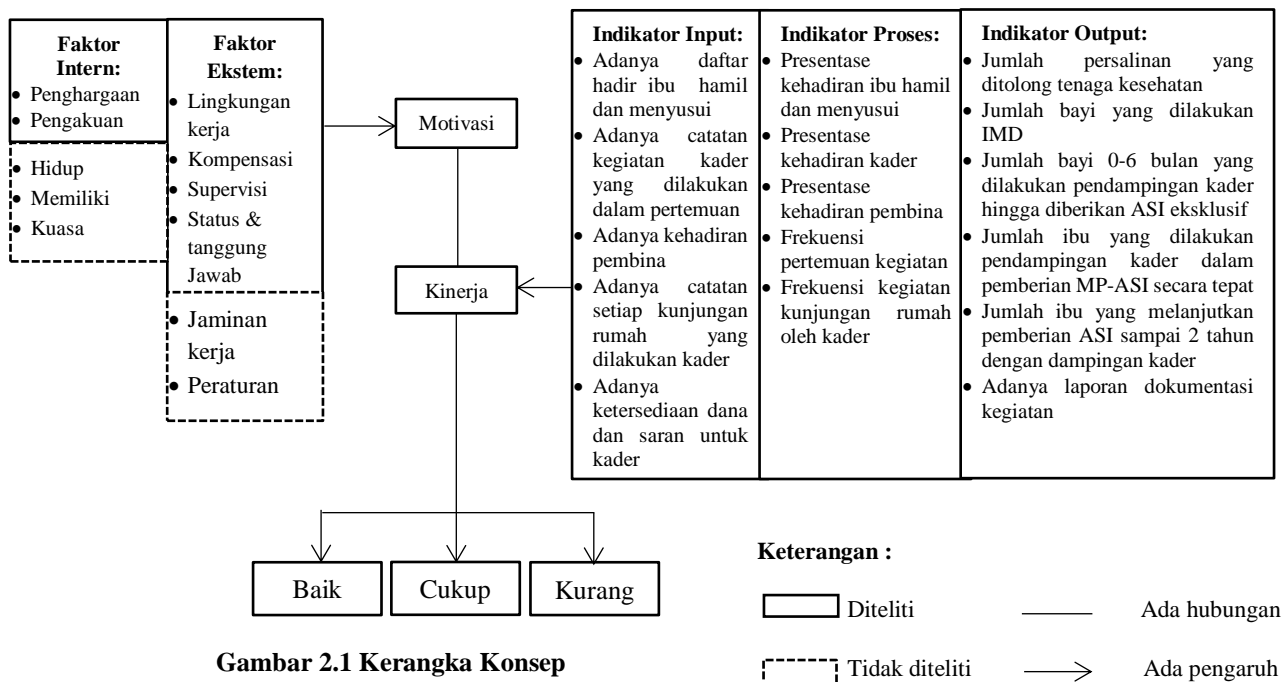 Faktor
Intern:
• Penghargaan
• Pengakuan
• Hidup
• Memiliki
• Kuasa
Faktor
Ekstem:
• Lingkungan
kerja
• Kompensasi
• Supervisi
• Status &
tanggung
Jawab
• Jaminan
kerja
• Peraturan
Motivasi
Kinerja
Indikator Input:
• Adanya daftar
hadir ibu hamil
dan menyusui
• Adanya catatan
kegiatan kader
yang dilakukan
dalam pertemuan
• Adanya kehadiran
pembina
• Adanya catatan
setiap kunjungan
rumah yang
dilakukan kader
• Adanya
ketersediaan dana
dan saran untuk
kader
Indikator Proses:
• Presentase
kehadiran ibu hamil
dan menyusui
• Presentase
kehadiran kader
• Presentase
kehadiran pembina
• Frekuensi
pertemuan kegiatan
• Frekuensi kegiatan
kunjungan rumah
oleh kader
Indikator Output:
• Jumlah persalinan yang
ditolong tenaga kesehatan
• Jumlah bayi yang dilakukan
IMD
• Jumlah bayi 0-6 bulan yang
dilakukan pendampingan kader
hingga diberikan ASI eksklusif
• Jumlah ibu yang dilakukan
pendampingan kader dalam
pemberian MP-ASI secara tepat
• Jumlah ibu yang melanjutkan
pemberian ASI sampai 2 tahun
dengan dampingan kader
• Adanya laporan dokumentasi
kegiatan
Baik
Cukup
Kurang
Keterangan :
Diteliti
Ada hubungan
Tidak diteliti
Ada pengaruh
Gambar 2.1 Kerangka Konsep